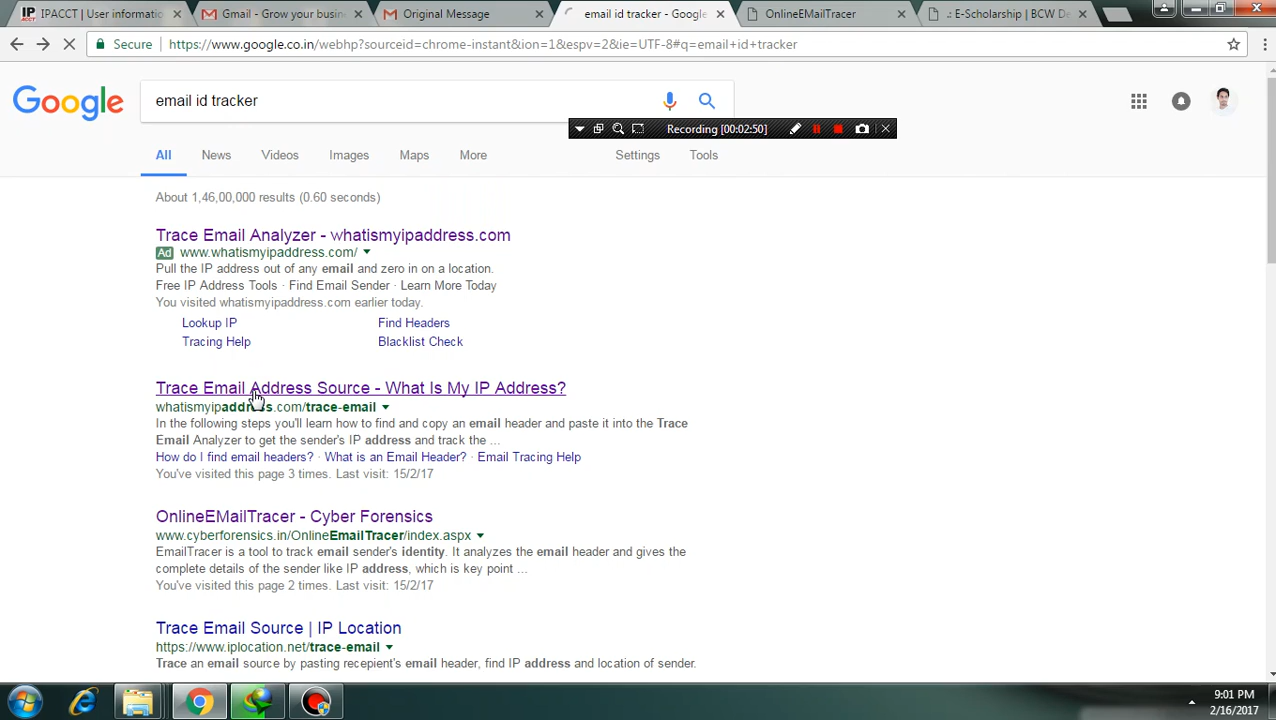 IPACCT | User informatio
Gmail - Grow your busin
Original Message
email id tracker - Google
OnlineEMailTracer
.: E-Scholarship | BCW De
Secure
https://www.google.co.in/webhp?sourceid=chrome-instant&ion=1&espv=2&ie=UTF-8#q=email+id+tracker
Google
email id tracker
Recording [00:02:50]
All News Videos Images Maps More Settings Tools
About 1,46,00,000 results (0.60 seconds)
Trace Email Analyzer - whatismyipaddress.com
Ad www.whatismyipaddress.com/
Pull the IP address out of any email and zero in on a location.
Free IP Address Tools · Find Email Sender · Learn More Today
You visited whatismyipaddress.com earlier today.
Lookup IP Find Headers
Tracing Help Blacklist Check
Trace Email Address Source - What Is My IP Address?
whatismyipaddress.com/trace-email
In the following steps you'll learn how to find and copy an email header and paste it into the Trace
Email Analyzer to get the sender's IP address and track the ...
How do I find email headers? · What is an Email Header? · Email Tracing Help
You've visited this page 3 times. Last visit: 15/2/17
OnlineEMailTracer - Cyber Forensics
www.cyberforensics.in/OnlineEmailTracer/index.aspx
EmailTracer is a tool to track email sender's identity. It analyzes the email header and gives the
complete details of the sender like IP address, which is key point ...
You've visited this page 2 times. Last visit: 15/2/17
Trace Email Source | IP Location
https://www.iplocation.net/trace-email
Trace an email source by pasting recepient's email header, find IP address and location of sender.
9:01 PM
2/16/2017